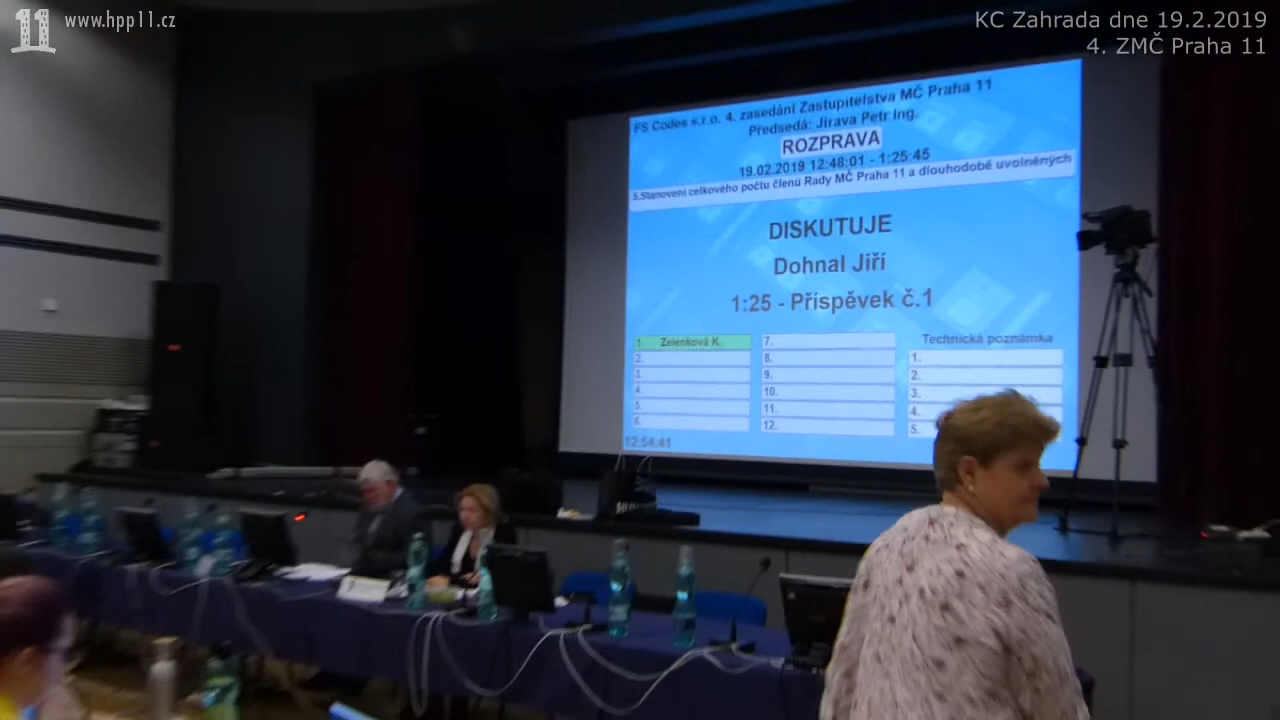 11 www.hpp11.cz
KC Zahrada dne 19.2.2019
4. ZMČ Praha 11
FS Codes s.r.o. 4. zasedání Zastupitelstva MČ Praha 11
Předsedá: Jirava Petr Ing.
ROZPRAVA
19.02.2019 12:48:01 - 1:25:45
5.Stanovení celkového počtu členů Rady MČ Praha 11 a dlouhodobě uvolněných
DISKUTUJE
Dohnal Jiří
1:25 - Příspěvek č.1
1. Zelenková K.
2.
3.
4.
5.
6.
7.
8.
9.
10.
11.
12.
Technická poznámka
1.
2.
3.
4.
5.
12:54:41